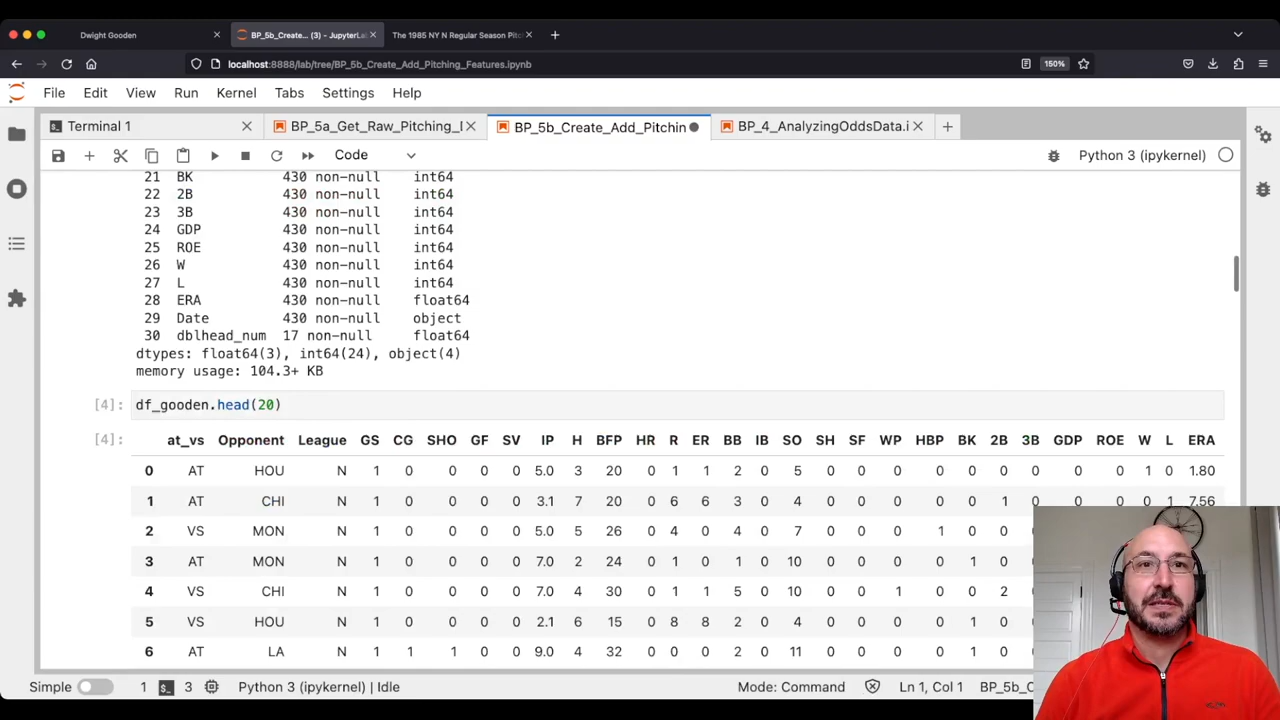 Dwight Gooden
BP_5b_Create... (3) - JupyterLab
The 1985 NY N Regular Season Pitc
localhost:8888/lab/tree/BP_5b_Create_Add_Pitching_Features.ipynb
150%
File Edit View Run Kernel Tabs Settings Help
Terminal 1
BP_5a_Get_Raw_Pitching_I
BP_5b_Create_Add_Pitchin
BP_4_AnalyzingOddsData.i
Code
Python 3 (ipykernel)
21 BK 430 non-null int64
22 2B 430 non-null int64
23 3B 430 non-null int64
24 GDP 430 non-null int64
25 ROE 430 non-null int64
26 W 430 non-null int64
27 L 430 non-null int64
28 ERA 430 non-null float64
29 Date 430 non-null object
30 dblhead_num 17 non-null float64
dtypes: float64(3), int64(24), object(4)
memory usage: 104.3+ KB
[4]: df_gooden.head(20)
[4]: at_vs Opponent League GS CG SHO GF SV IP H BFP HR R ER BB IB SO SH SF WP HBP BK 2B 3B GDP ROE W L ERA
0 AT HOU N 1 0 0 0 0 5.0 3 20 0 1 1 2 0 5 0 0 0 0 0 0 0 0 0 1 0 1.80
1 AT CHI N 1 0 0 0 0 3.1 7 20 0 6 6 3 0 4 0 0 0 0 0 1 0 0 0 0 1 7.56
2 VS MON N 1 0 0 0 0 5.0 5 26 0 4 0 4 0 7 0 0 0 1 0 0 0
3 AT MON N 1 0 0 0 0 7.0 2 24 0 1 0 1 0 10 0 0 0 0 1 0 0
4 VS CHI N 1 0 0 0 0 7.0 4 30 0 1 1 5 0 10 0 0 1 0 0 2 0
5 VS HOU N 1 0 0 0 0 2.1 6 15 0 8 8 2 0 4 0 0 0 0 1 0 0
6 AT LA N 1 1 1 0 0 9.0 4 32 0 0 0 2 0 11 0 0 0 0 1 0 0
Simple 1 3 Python 3 (ipykernel) | Idle Mode: Command Ln 1, Col 1 BP_5b_C